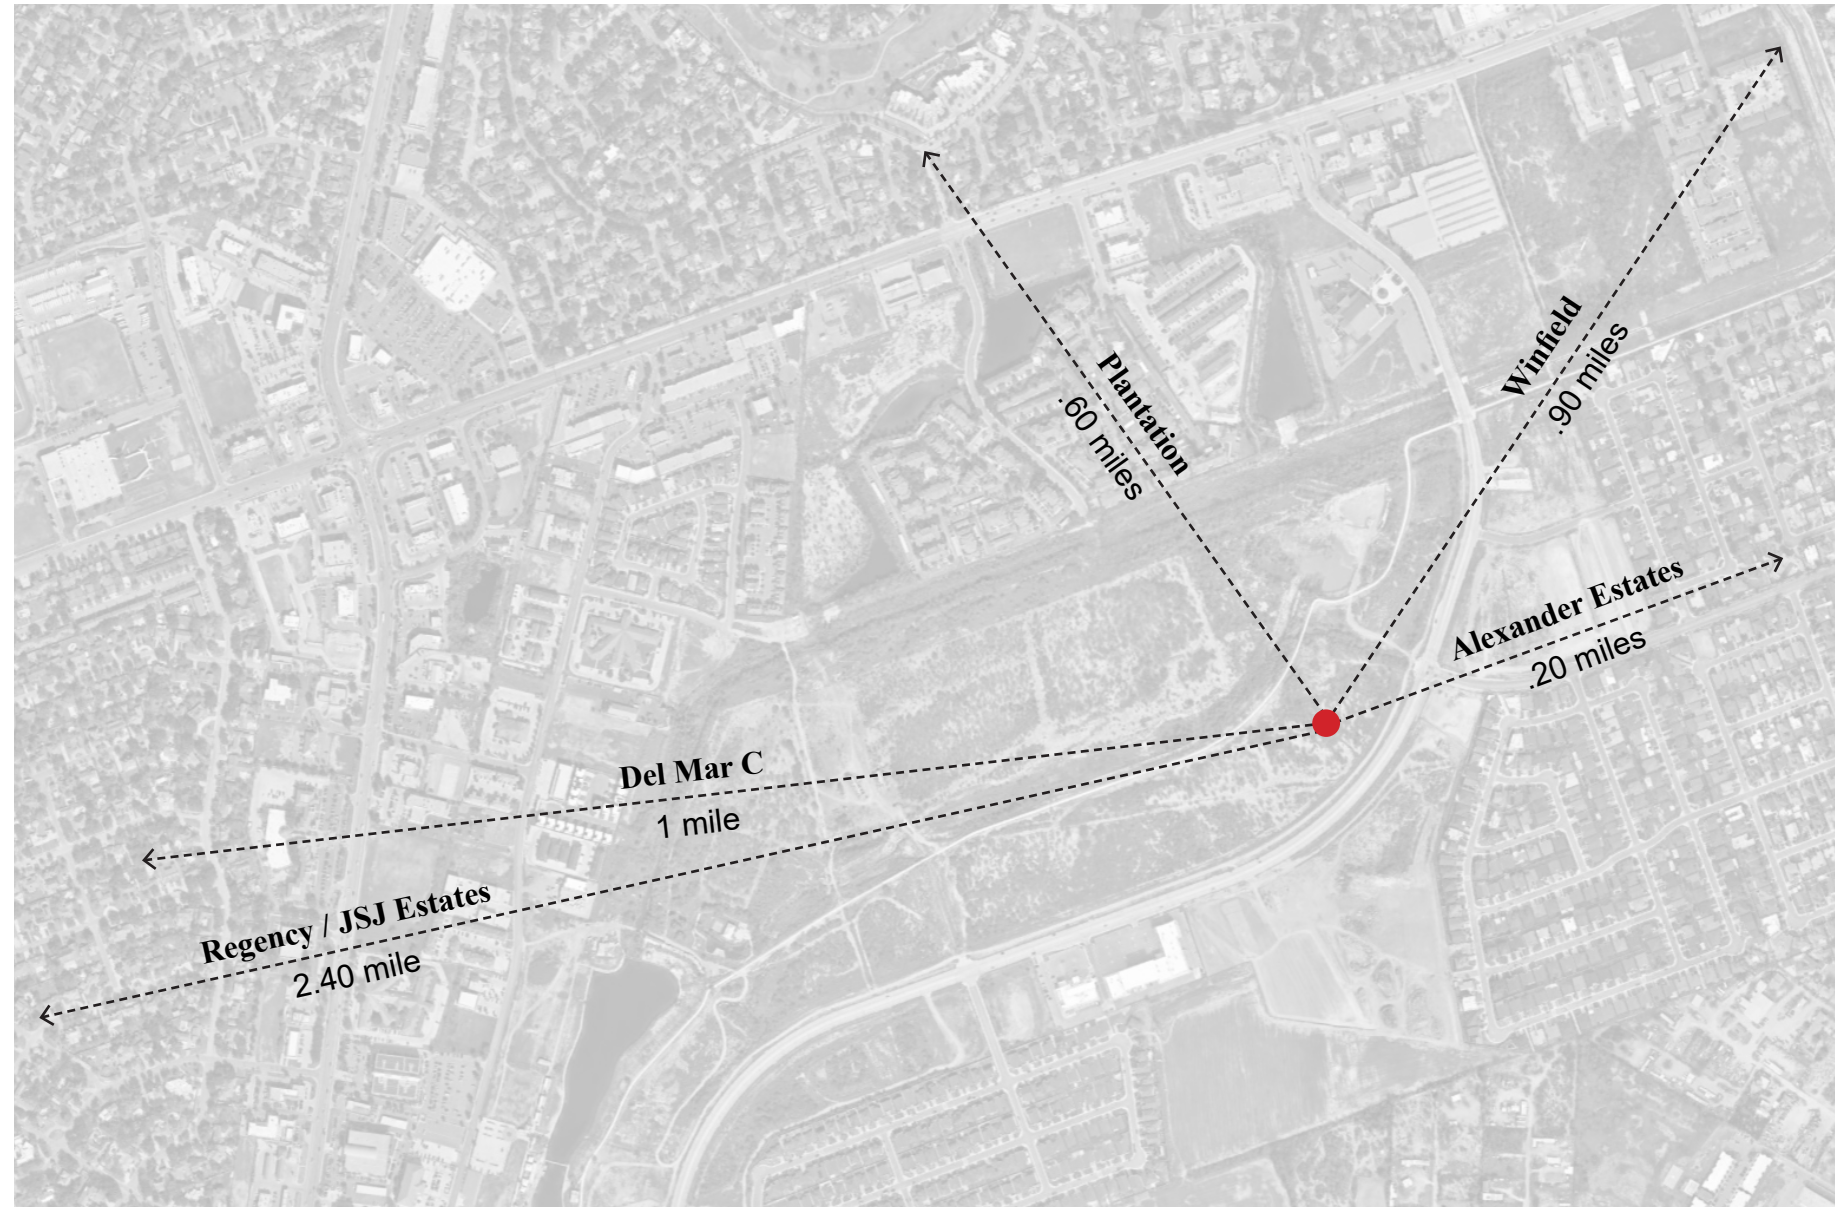 Plantation
.60 miles
Winfield
.90 miles
Alexander Estates
.20 miles
Del Mar C
1 mile
Regency / JSJ Estates
2.40 mile